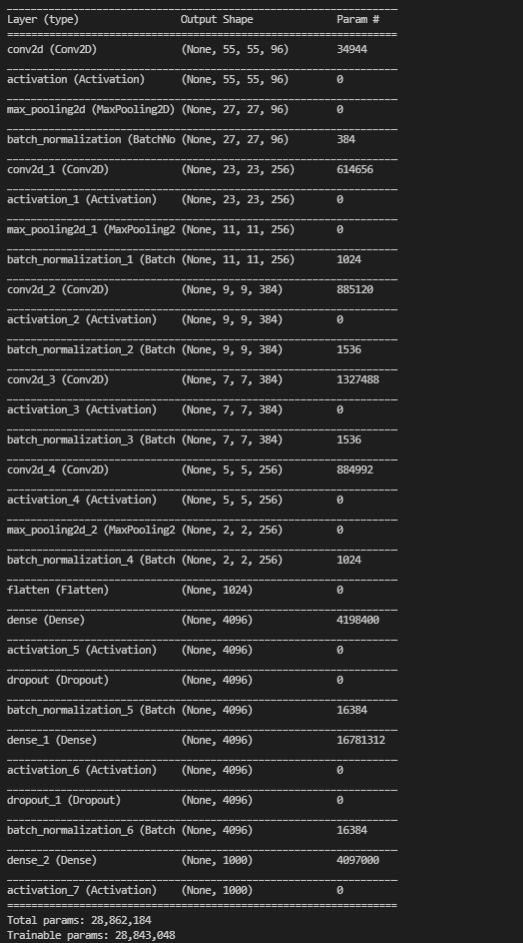 Layer (type) Output Shape Param #
conv2d (Conv2D) (None, 55, 55, 96) 34944
activation (Activation) (None, 55, 55, 96) 0
max_pooling2d (MaxPooling2D) (None, 27, 27, 96) 0
batch_normalization (BatchNo (None, 27, 27, 96) 384
conv2d_1 (Conv2D) (None, 23, 23, 256) 614656
activation_1 (Activation) (None, 23, 23, 256) 0
max_pooling2d_1 (MaxPooling2 (None, 11, 11, 256) 0
batch_normalization_1 (Batch (None, 11, 11, 256) 1024
conv2d_2 (Conv2D) (None, 9, 9, 384) 885120
activation_2 (Activation) (None, 9, 9, 384) 0
batch_normalization_2 (Batch (None, 9, 9, 384) 1536
conv2d_3 (Conv2D) (None, 7, 7, 384) 1327488
activation_3 (Activation) (None, 7, 7, 384) 0
batch_normalization_3 (Batch (None, 7, 7, 384) 1536
conv2d_4 (Conv2D) (None, 5, 5, 256) 884992
activation_4 (Activation) (None, 5, 5, 256) 0
max_pooling2d_2 (MaxPooling2 (None, 2, 2, 256) 0
batch_normalization_4 (Batch (None, 2, 2, 256) 1024
flatten (Flatten) (None, 1024) 0
dense (Dense) (None, 4096) 4198400
activation_5 (Activation) (None, 4096) 0
dropout (Dropout) (None, 4096) 0
batch_normalization_5 (Batch (None, 4096) 16384
dense_1 (Dense) (None, 4096) 16781312
activation_6 (Activation) (None, 4096) 0
dropout_1 (Dropout) (None, 4096) 0
batch_normalization_6 (Batch (None, 4096) 16384
dense_2 (Dense) (None, 1000) 4097000
activation_7 (Activation) (None, 1000) 0
Total params: 28,862,184
Trainable params: 28,843,048